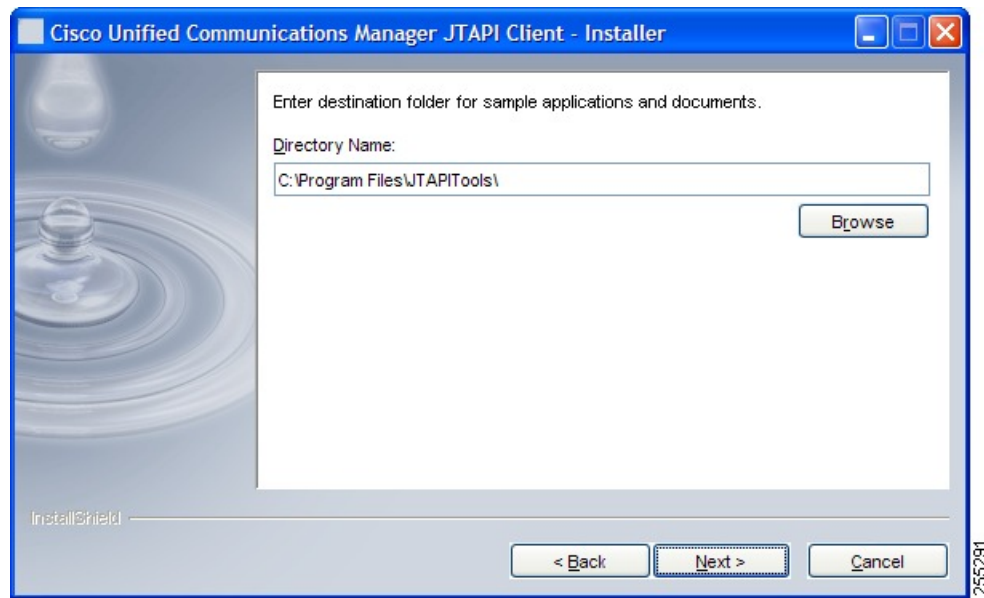 Cisco Unified Communications Manager JTAPI Client - Installer
Enter destination folder for sample applications and documents.
Directory Name:
C:\Program Files\JTAPITools\
Browse
InstallShield
< Back
Next >
Cancel
255291